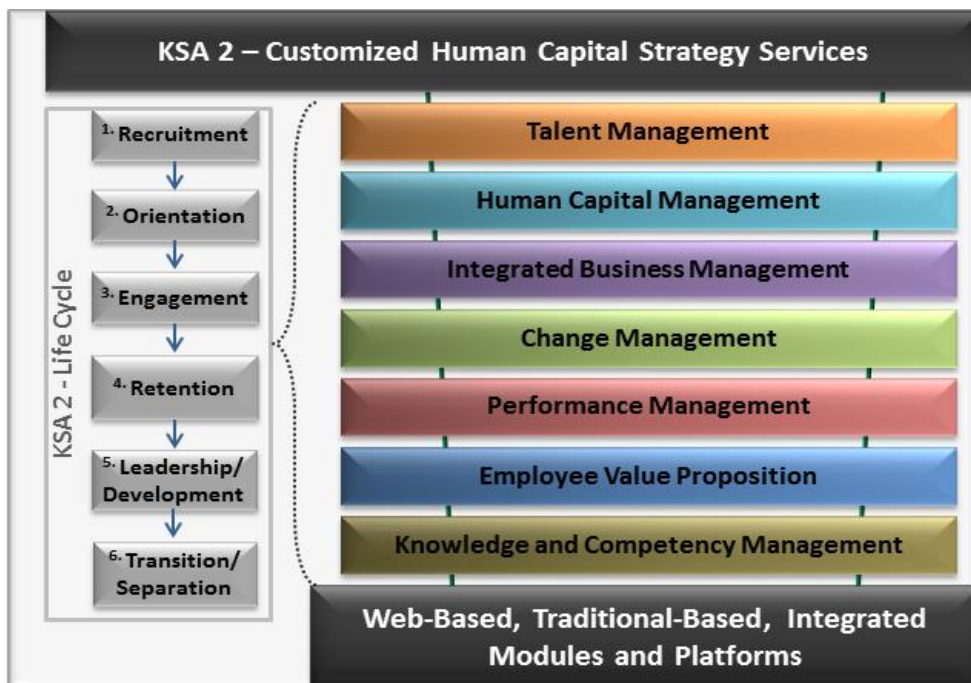 KSA 2 – Customized Human Capital Strategy Services
KSA 2 - Life Cycle
1. Recruitment
2. Orientation
3. Engagement
4. Retention
5. Leadership/
Development
6. Transition/
Separation
Talent Management
Human Capital Management
Integrated Business Management
Change Management
Performance Management
Employee Value Proposition
Knowledge and Competency Management
Web-Based, Traditional-Based, Integrated
Modules and Platforms